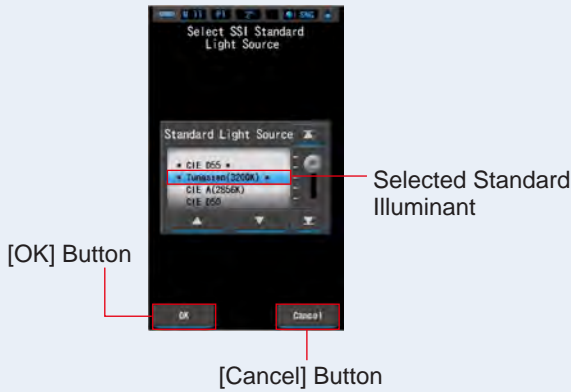 Select SSI Standard
Light Source
Standard Light Source
* CIE D55 *
* Tungsten(3200K) *
CIE A(2856K)
CIE D50
OK
Cancel
Selected Standard
Illuminant
[OK] Button
[Cancel] Button